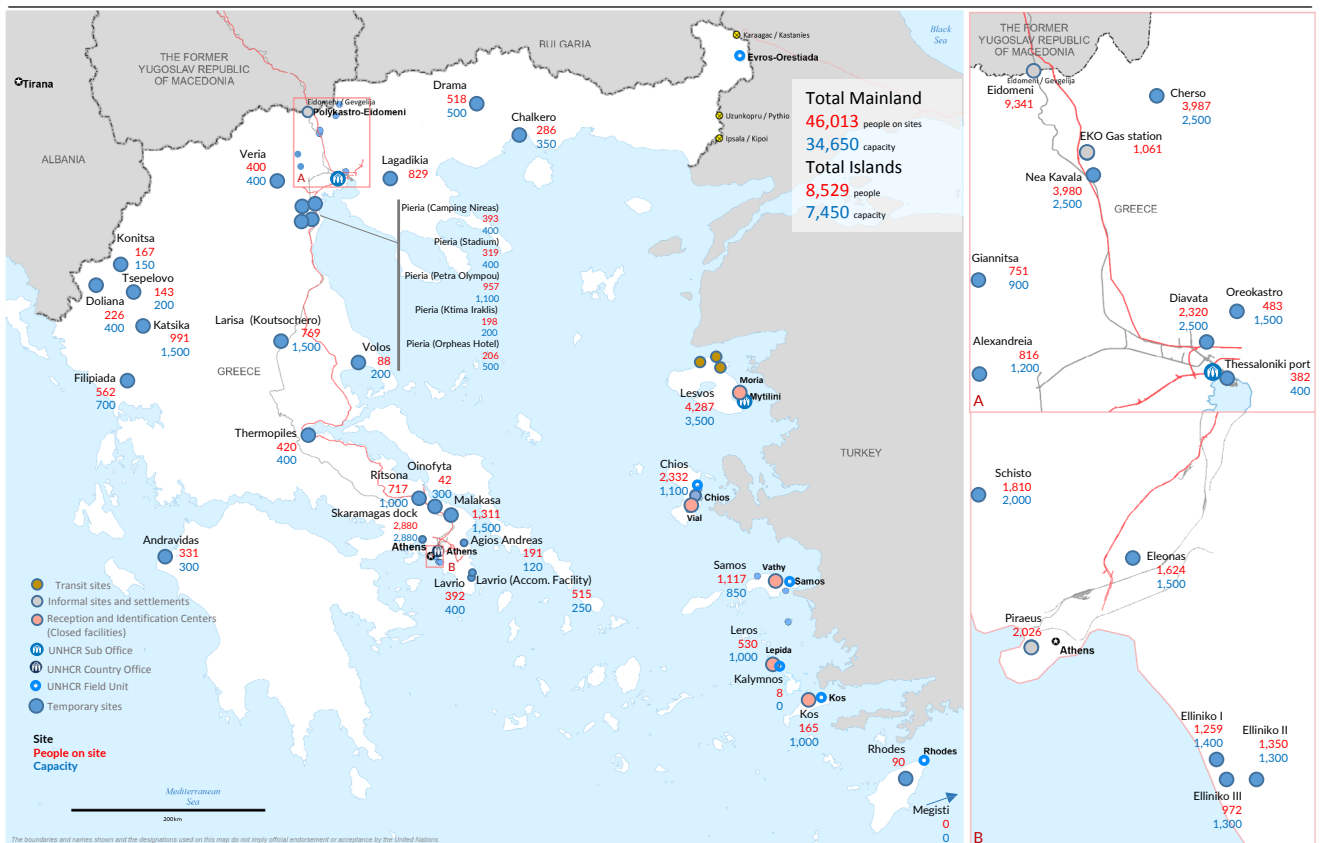 THE FORMER
YUGOSLAV REPUBLIC
OF MACEDONIA
BULGARIA
Black
Sea
Karaagac / Kastanies
Evros-Orestiada
Tirana
ALBANIA
Eidomeni / Gevgelija
Polykastro-Eidomeni
Drama
518
500
Chalkero
286
350
Uzunkopru / Pythio
Ipsala / Kipoi
Total Mainland
46,013 people on sites
34,650 capacity
Total Islands
8,529 people
7,450 capacity
Veria
400
400
A
Lagadikia
829
Pieria (Camping Nireas)
393
400
Pieria (Stadium)
319
400
Pieria (Petra Olympou)
957
1,100
Pieria (Ktima Iraklis)
198
200
Pieria (Orpheas Hotel)
206
500
Konitsa
167
150
Tsepelovo
143
200
Doliana
226
400
Katsika
991
1,500
Larisa (Koutsochero)
769
1,500
Volos
88
200
GREECE
Filipiada
562
700
Thermopiles
420
400
Lesvos
4,287
3,500
Moria
Mytilini
TURKEY
Chios
2,332
1,100
Chios
Vial
Oinofyta
42
300
Ritsona
717
1,000
Malakasa
1,311
1,500
Skaramagas dock
2,880
2,880
Athens
Athens
B
Agios Andreas
191
120
Lavrio
392
400
Lavrio (Accom. Facility)
515
250
Andravidas
331
300
Samos
1,117
850
Vathy
Samos
Leros
530
1,000
Lepida
Kalymnos
8
0
Kos
Kos
165
1,000
Rhodes
90
Rhodes
Megisti
0
0
Transit sites
Informal sites and settlements
Reception and Identification Centers
(Closed facilities)
UNHCR Sub Office
UNHCR Country Office
UNHCR Field Unit
Temporary sites
Site
People on site
Capacity
Mediterranean
Sea
200km
The boundaries and names shown and the designations used on this map do not imply official endorsement or acceptance by the United Nations.
THE FORMER
YUGOSLAV REPUBLIC
OF MACEDONIA
Eidomeni / Gevgelija
Eidomeni
9,341
Cherso
3,987
2,500
EKO Gas station
1,061
Nea Kavala
3,980
2,500
GREECE
Giannitsa
751
900
Diavata
2,320
2,500
Oreokastro
483
1,500
Alexandreia
816
1,200
Thessaloniki port
382
400
A
Schisto
1,810
2,000
Eleonas
1,624
1,500
Piraeus
2,026
Athens
Elliniko I
1,259
1,400
Elliniko II
1,350
1,300
Elliniko III
972
1,300
B